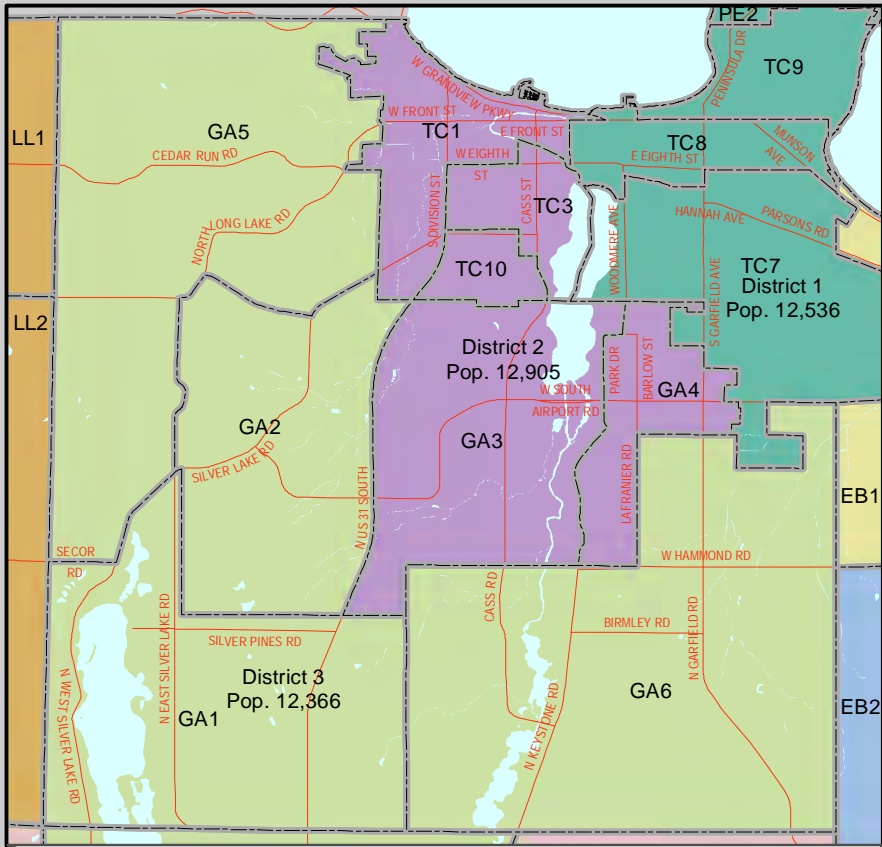 PE2
TC9
PENINSULA DR
W GRANDVIEW PKWY
W FRONT ST
E FRONT ST
TC1
GA5
LL1
CEDAR RUN RD
W EIGHTH
ST
TC8
E EIGHTH ST
MUNSON
AVE
S DIVISION ST
CASS ST
TC3
WOODMERE AVE
HANNAH AVE
PARSONS RD
NORTH
LONG LAKE RD
TC10
TC7
District 1
Pop. 12,536
S GARFIELD AVE
LL2
District 2
Pop. 12,905
PARK DR
BARLOW ST
W SOUTH
AIRPORT RD
GA4
GA2
GA3
SILVER LAKE RD
N US 31 SOUTH
LAFRANIER RD
EB1
SECOR
RD
W HAMMOND RD
CASS RD
N EAST SILVER LAKE RD
N WEST SILVER LAKE RD
SILVER PINES RD
BIRMLEY RD
N GARFIELD RD
District 3
Pop. 12,366
GA1
GA6
N KEYSTONE RD
EB2